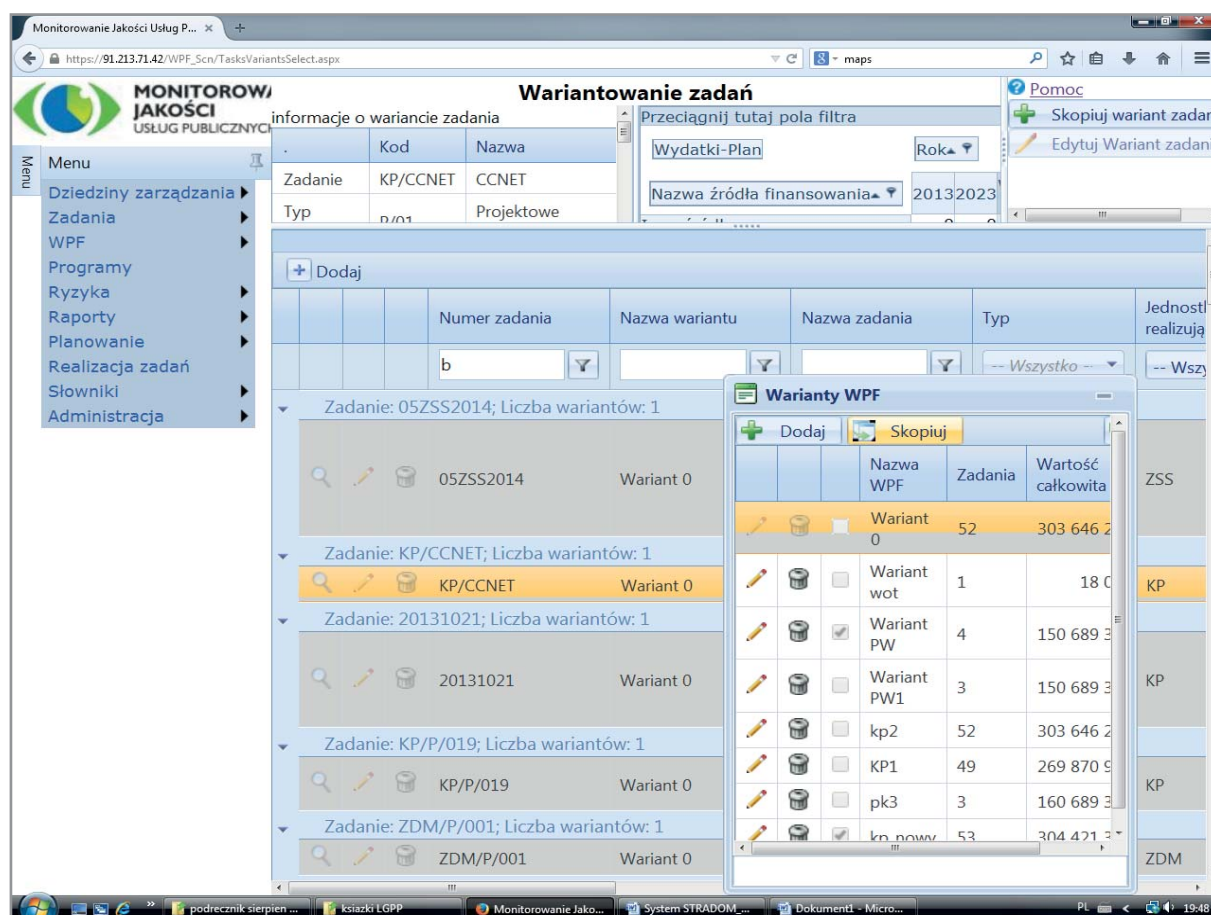 Monitorowanie Jakości Usług P... × +
https://91.213.71.42/WPF_Scn/TasksVariantsSelect.aspx
maps
MONITOROWA
JAKOŚCI
USŁUG PUBLICZNYCH
Wariantowanie zadań
informacje o wariancie zadania
. Kod Nazwa
Zadanie KP/CCNET CCNET
Typ P/01 Projektowe
Przeciągnij tutaj pola filtra
Wydatki-Plan Rok
Nazwa źródła finansowania 2013 2023
Pomoc
Skopiuj wariant zadan
Edytuj Wariant zadani
Menu
Menu
Dziedziny zarządzania
Zadania
WPF
Programy
Ryzyka
Raporty
Planowanie
Realizacja zadań
Słowniki
Administracja
Dodaj
Numer zadania Nazwa wariantu Nazwa zadania Typ Jednostk
realizują
b -- Wszystko -- -- Wszy
Zadanie: 05ZSS2014; Liczba wariantów: 1
05ZSS2014 Wariant 0 ZSS
Zadanie: KP/CCNET; Liczba wariantów: 1
KP/CCNET Wariant 0 KP
Zadanie: 20131021; Liczba wariantów: 1
20131021 Wariant 0 KP
Zadanie: KP/P/019; Liczba wariantów: 1
KP/P/019 Wariant 0 KP
Zadanie: ZDM/P/001; Liczba wariantów: 1
ZDM/P/001 Wariant 0 ZDM
Warianty WPF
Dodaj Skopiuj
Nazwa WPF Zadania Wartość całkowita
Wariant 0 52 303 646 2
Wariant wot 1 18 0
Wariant PW 4 150 689 3
Wariant PW1 3 150 689 3
kp2 52 303 646 2
KP1 49 269 870 9
pk3 3 160 689 3
kp_nowy 53 304 421 3
podrecznik sierpien ... ksiazki LGPP Monitorowanie Jako... System STRADOM_... Dokument1 - Micro... PL 19:48